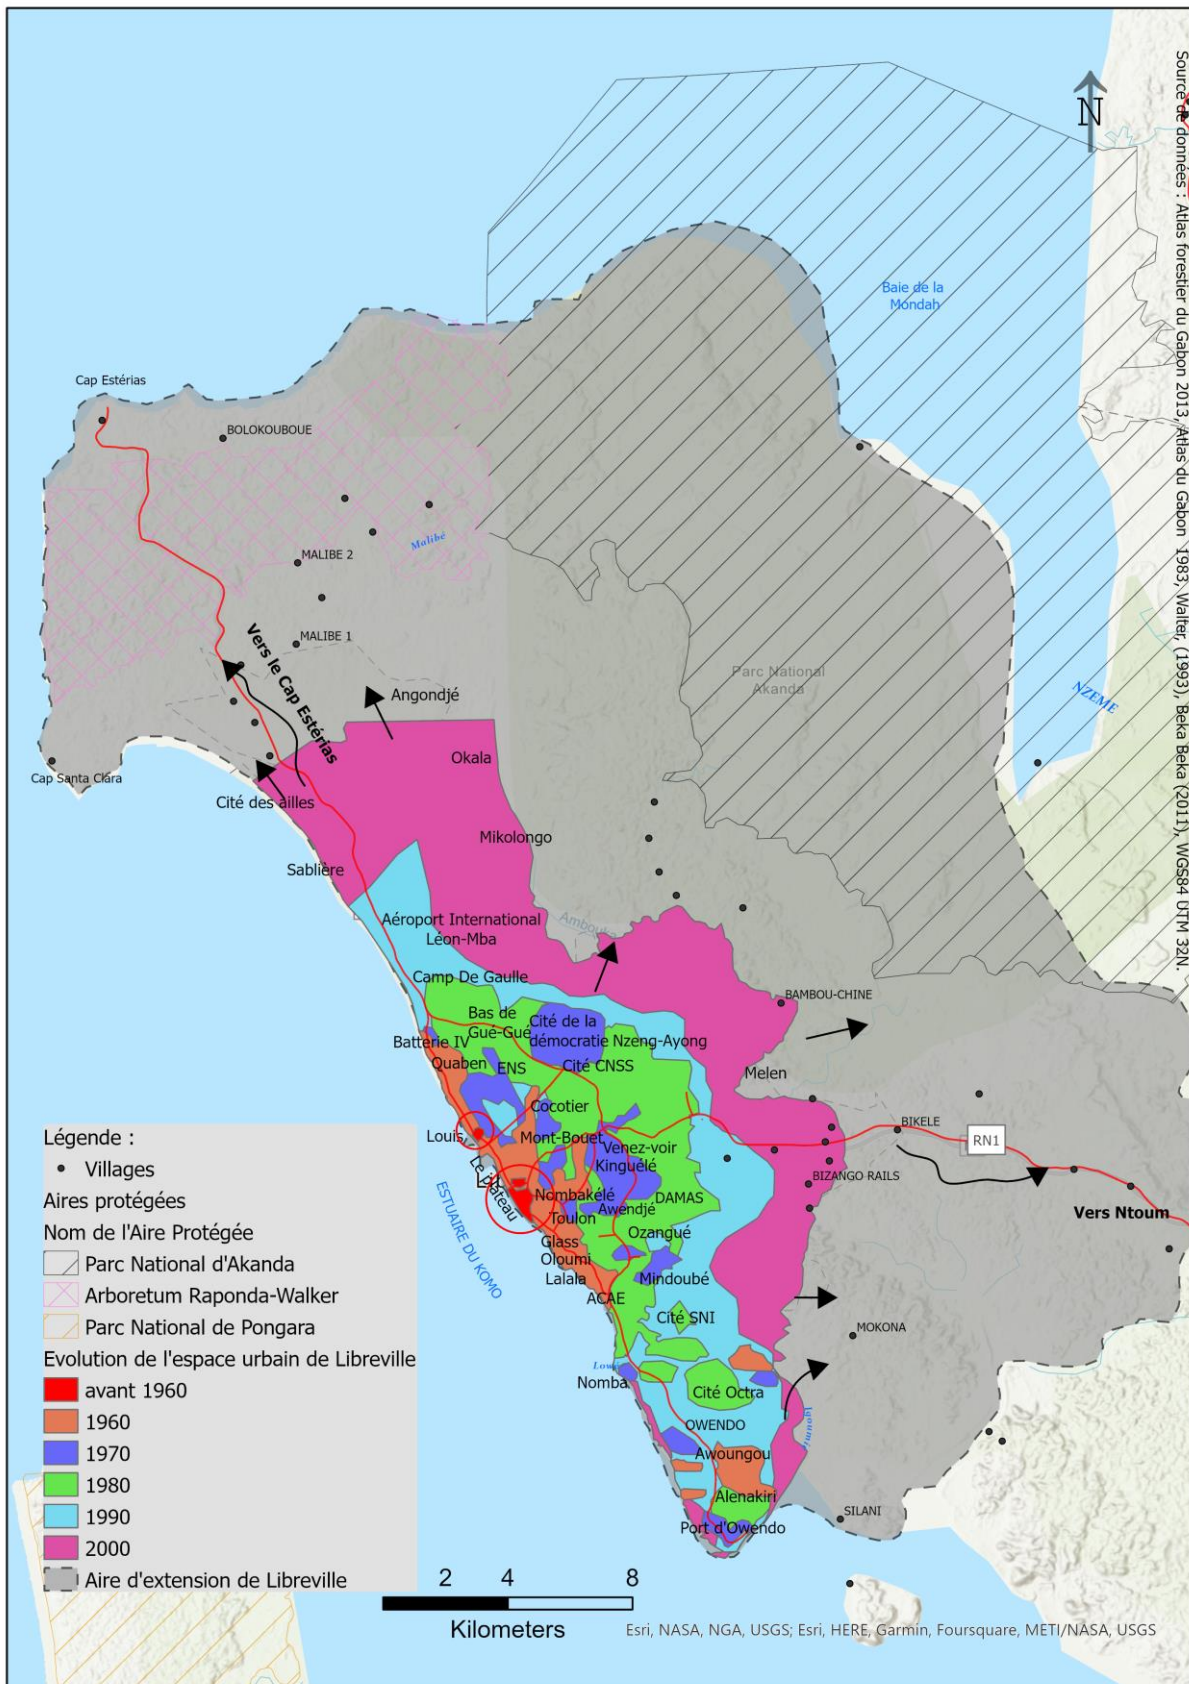 N
Source de données : Atlas forestier du Gabon 2013, Atlas du Gabon 1983, Walter, (1993), Beka Beka (2011), WGS84 UTM 32N.
Baie de la
Mondah
Cap Estérias
BOLOKOUBOUE
Malibé
MALIBE 2
MALIBE 1
Vers le Cap Estérias
Angondjé
Parc National
Akanda
NZEME
Okala
Cap Santa Clara
Cité des ailles
Mikolongo
Sablière
Aéroport International
Léon-Mba
Camp De Gaulle
BAMBOU-CHINE
Bas de
Gué-Gué
Cité de la
démocratie
Nzeng-Ayong
Batterie IV
Quaben
ENS
Cité CNSS
Melen
Cocotier
BIKELE
RN1
Louis
Mont-Bouet
Venez-voir
Kinguélé
Le plateau
BIZANGO RAILS
Nombakélé
DAMAS
Awendjé
Toulon
Vers Ntoum
Ozangué
Glass
Oloumi
Lalala
Mindoubé
ESTUAIRE DU KOMO
ACAE
Cité SNI
MOKONA
Nomba
Cité Octra
Igoumié
OWENDO
Awoungou
Alenakiri
Port d'Owendo
SILANI
Légende :
Villages
Aires protégées
Nom de l'Aire Protégée
Parc National d'Akanda
Arboretum Raponda-Walker
Parc National de Pongara
Evolution de l'espace urbain de Libreville
avant 1960
1960
1970
1980
1990
2000
Aire d'extension de Libreville
2 4 8
Kilometers
Esri, NASA, NGA, USGS; Esri, HERE, Garmin, Foursquare, METI/NASA, USGS